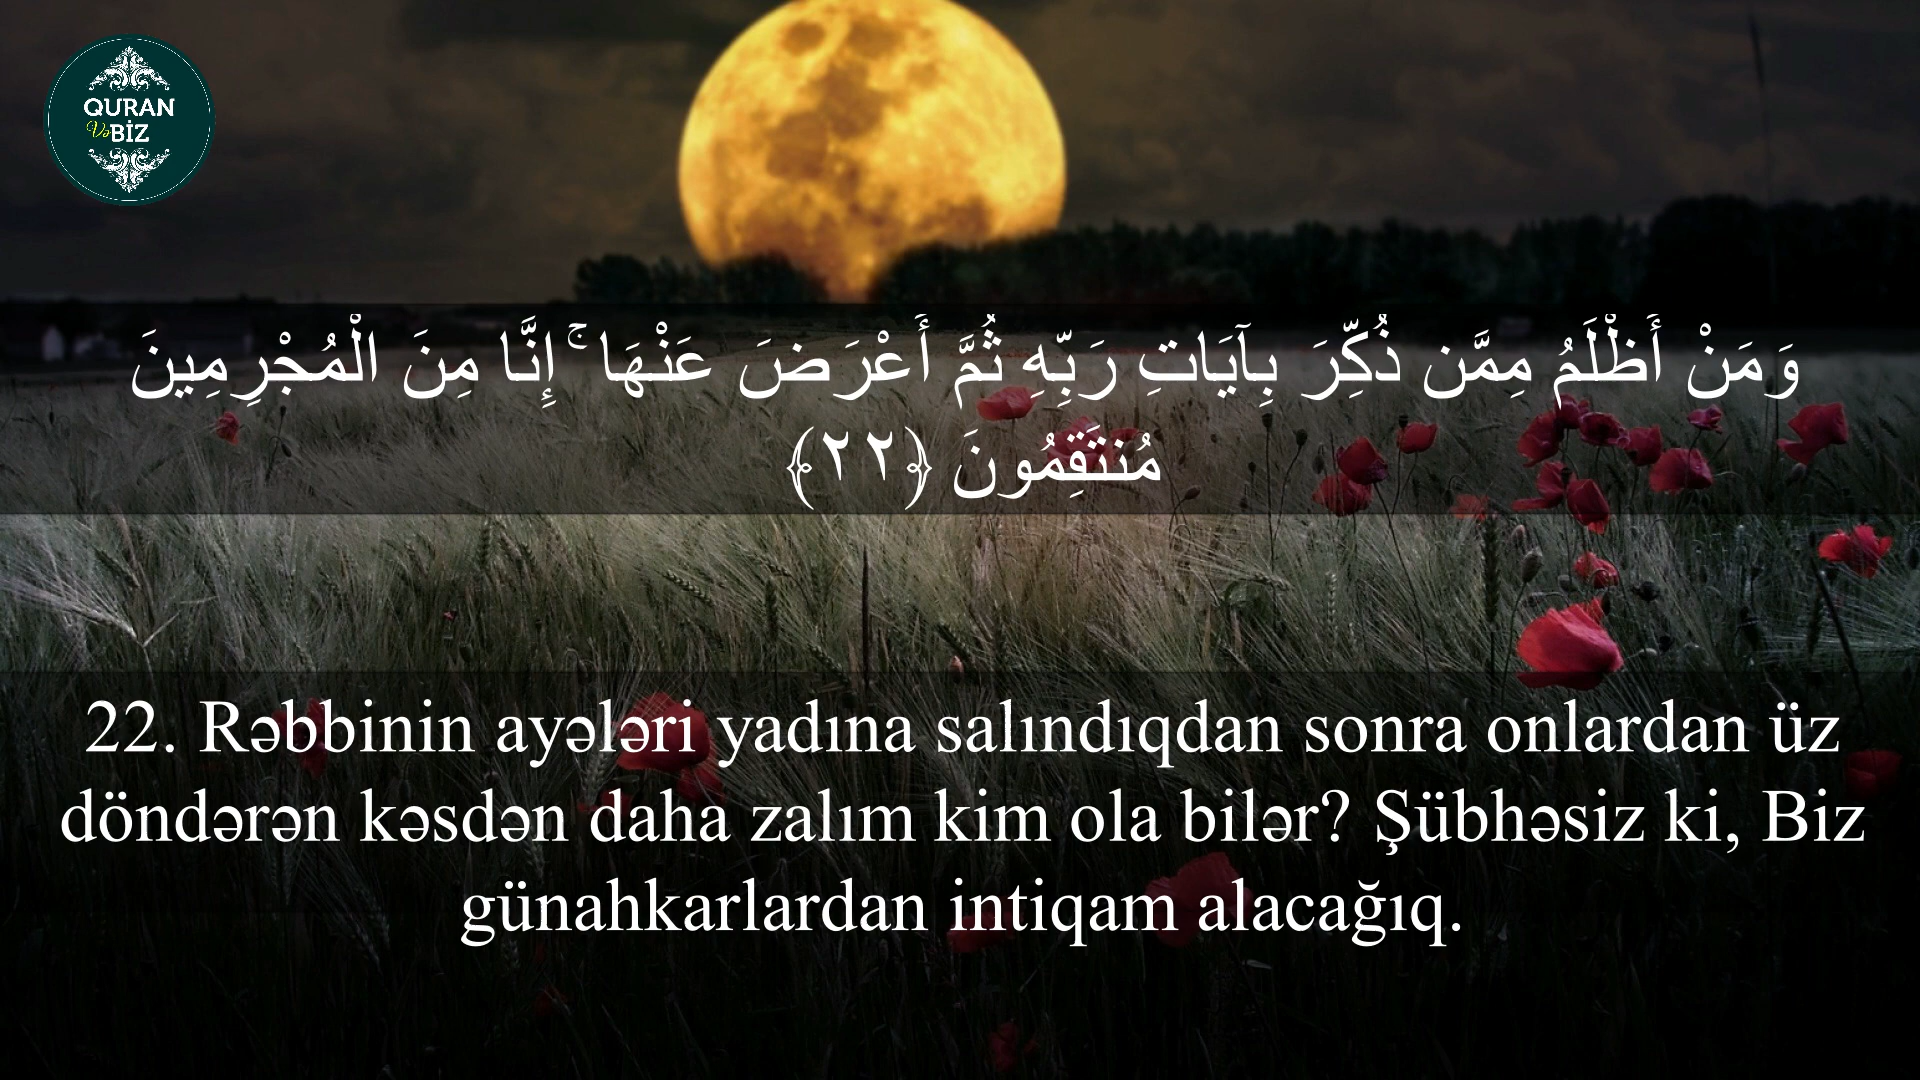 QURAN
Və BİZ
وَمَنْ أَظْلَمُ مِمَّن ذُكِّرَ بِآيَاتِ رَبِّهِ ثُمَّ أَعْرَضَ عَنْهَا ۚ إِنَّا مِنَ الْمُجْرِمِينَ
مُنتَقِمُونَ ﴿٢٢﴾
22. Rəbbinin ayələri yadına salındıqdan sonra onlardan üz
döndərən kəsdən daha zalım kim ola bilər? Şübhəsiz ki, Biz
günahkarlardan intiqam alacağıq.